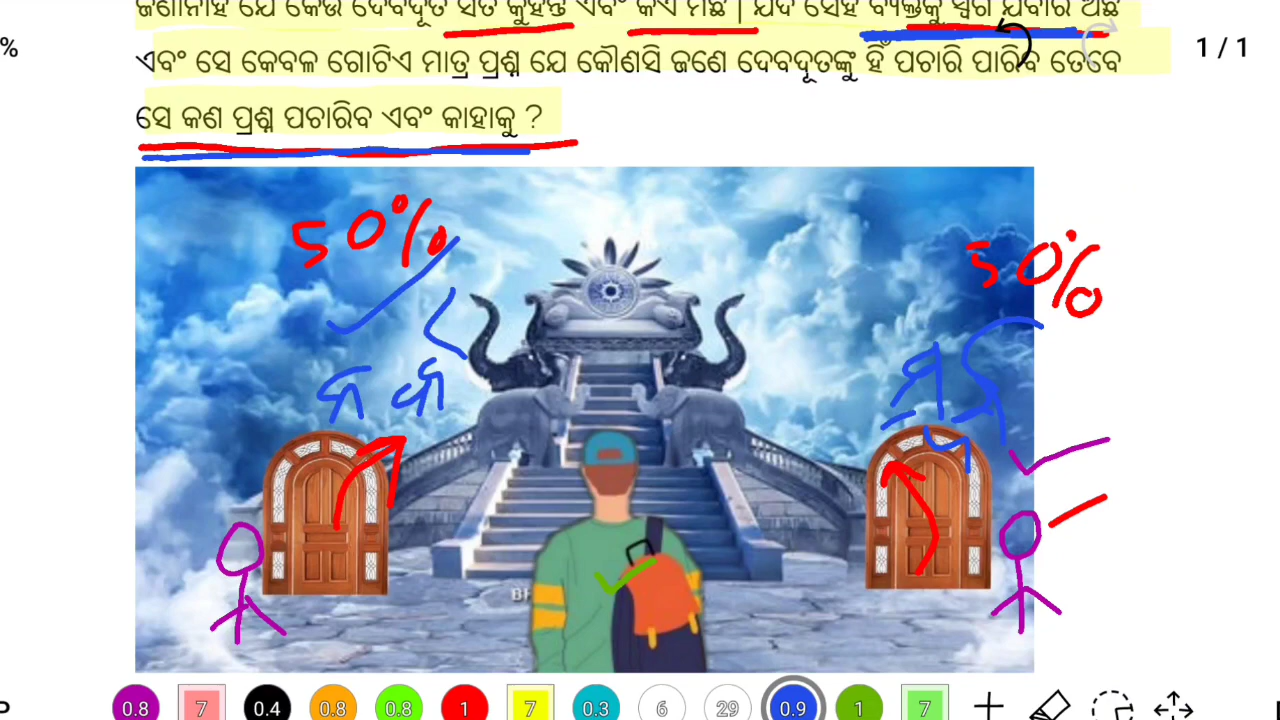 ଜଣାନାହିଁ ଯେ କେଉଁ ଦେବଦୂତ ସତ କୁହନ୍ତି ଏବଂ କିଏ ମିଛ | ଯଦି ସେହି ବ୍ୟକ୍ତିକୁ ସ୍ୱର୍ଗ ଯିବାର ଅଛି
%
1 / 1
ଏବଂ ସେ କେବଳ ଗୋଟିଏ ମାତ୍ର ପ୍ରଶ୍ନ ଯେ କୌଣସି ଜଣେ ଦେବଦୂତଙ୍କୁ ହିଁ ପଚାରି ପାରିବ ତେବେ
ସେ କଣ ପ୍ରଶ୍ନ ପଚାରିବ ଏବଂ କାହାକୁ ?
50%
50%
0.8 7 0.4 0.8 0.8 1 7 0.3 6 29 0.9 1 7